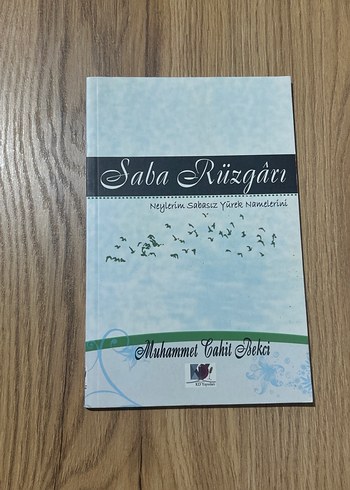 Saba Rüzgârı
Neylerim Sabasız Yürek Namelerini
Muhammet Cahit Bekci